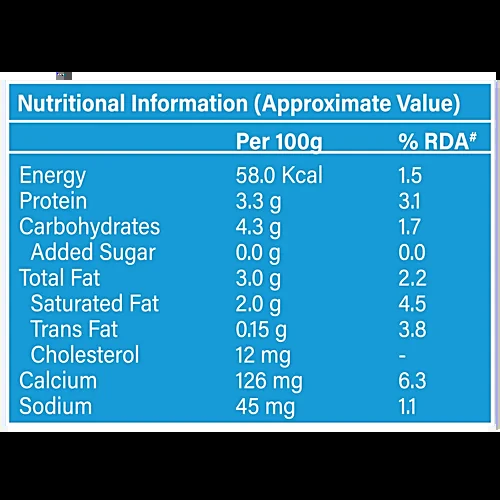 Nutritional Information (Approximate Value)
Per 100g % RDA#
Energy 58.0 Kcal 1.5
Protein 3.3 g 3.1
Carbohydrates 4.3 g 1.7
Added Sugar 0.0 g 0.0
Total Fat 3.0 g 2.2
Saturated Fat 2.0 g 4.5
Trans Fat 0.15 g 3.8
Cholesterol 12 mg -
Calcium 126 mg 6.3
Sodium 45 mg 1.1